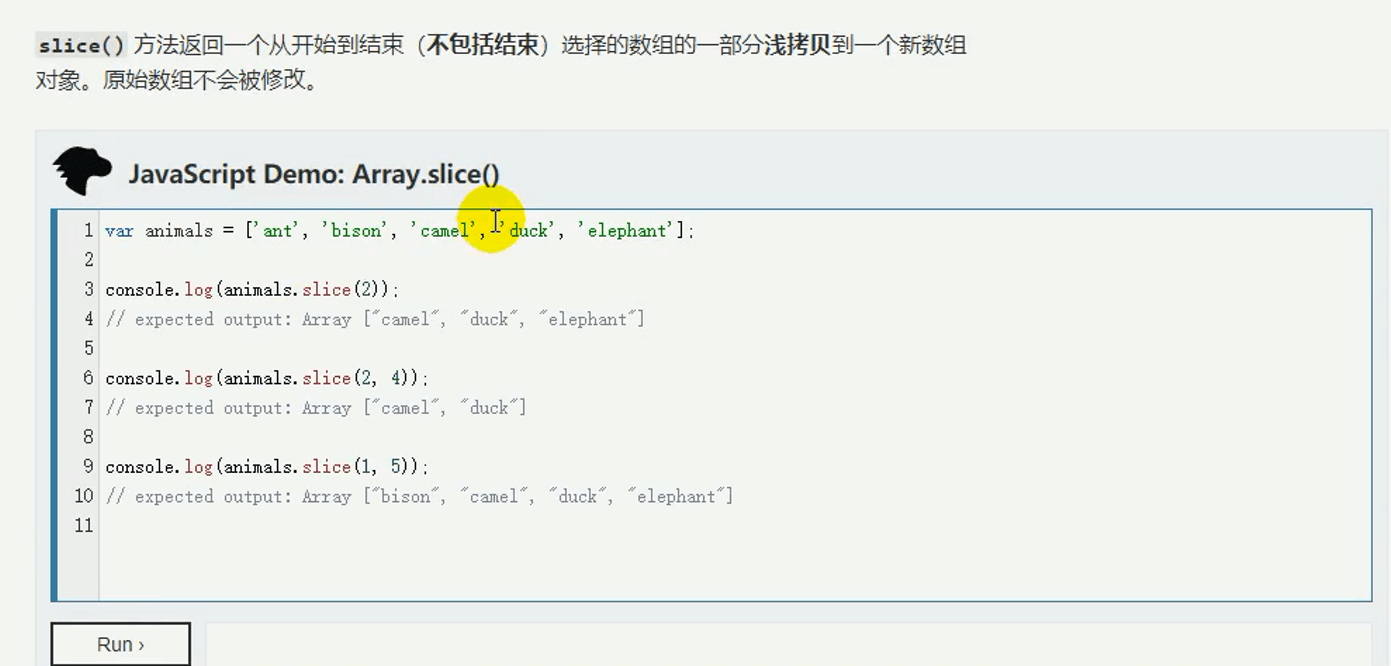 slice() 方法返回一个从开始到结束（不包括结束）选择的数组的一部分浅拷贝到一个新数组
对象。原始数组不会被修改。
JavaScript Demo: Array.slice()
1 var animals = ['ant', 'bison', 'camel', 'duck', 'elephant'];
2
3 console.log(animals.slice(2));
4 // expected output: Array ["camel", "duck", "elephant"]
5
6 console.log(animals.slice(2, 4));
7 // expected output: Array ["camel", "duck"]
8
9 console.log(animals.slice(1, 5));
10 // expected output: Array ["bison", "camel", "duck", "elephant"]
11
Run ›